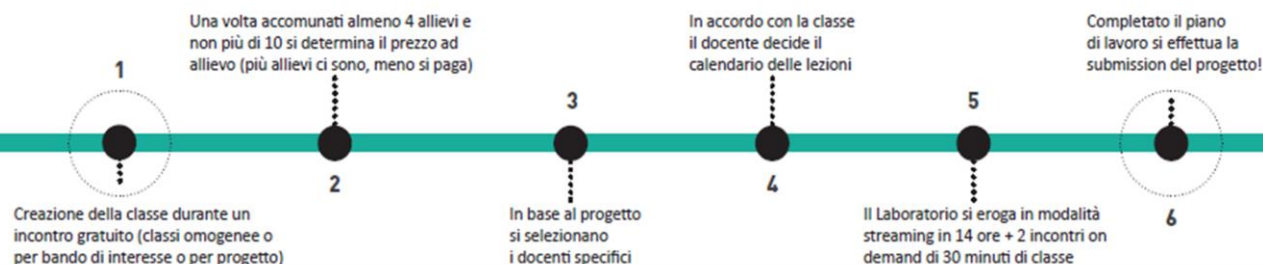 1
Creazione della classe durante un
incontro gratuito (classi omogenee o
per bando di interesse o per progetto)
Una volta accomunati almeno 4 allievi e
non più di 10 si determina il prezzo ad
allievo (più allievi ci sono, meno si paga)
2
3
In base al progetto
si selezionano
i docenti specifici
In accordo con la classe
il docente decide il
calendario delle lezioni
4
5
Il Laboratorio si eroga in modalità
streaming in 14 ore + 2 incontri on
demand di 30 minuti di classe
Completato il piano
di lavoro si effettua la
submission del progetto!
6